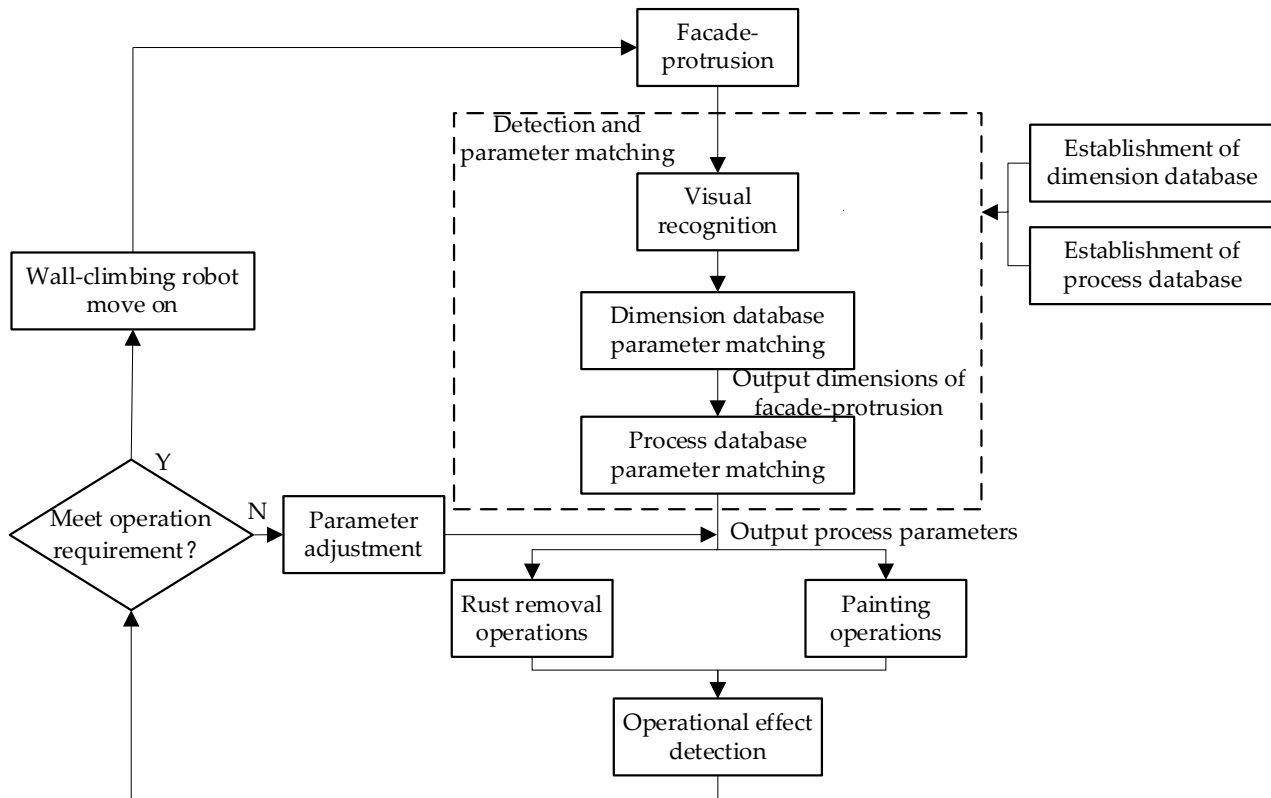 Facade-
protrusion
Detection and
parameter matching
Establishment of
dimension database
Visual
recognition
Establishment of
process database
Wall-climbing robot
move on
Dimension database
parameter matching
Output dimensions of
facade-protrusion
Process database
parameter matching
Y
Meet operation
requirement?
N
Parameter
adjustment
Output process parameters
Rust removal
operations
Painting
operations
Operational effect
detection